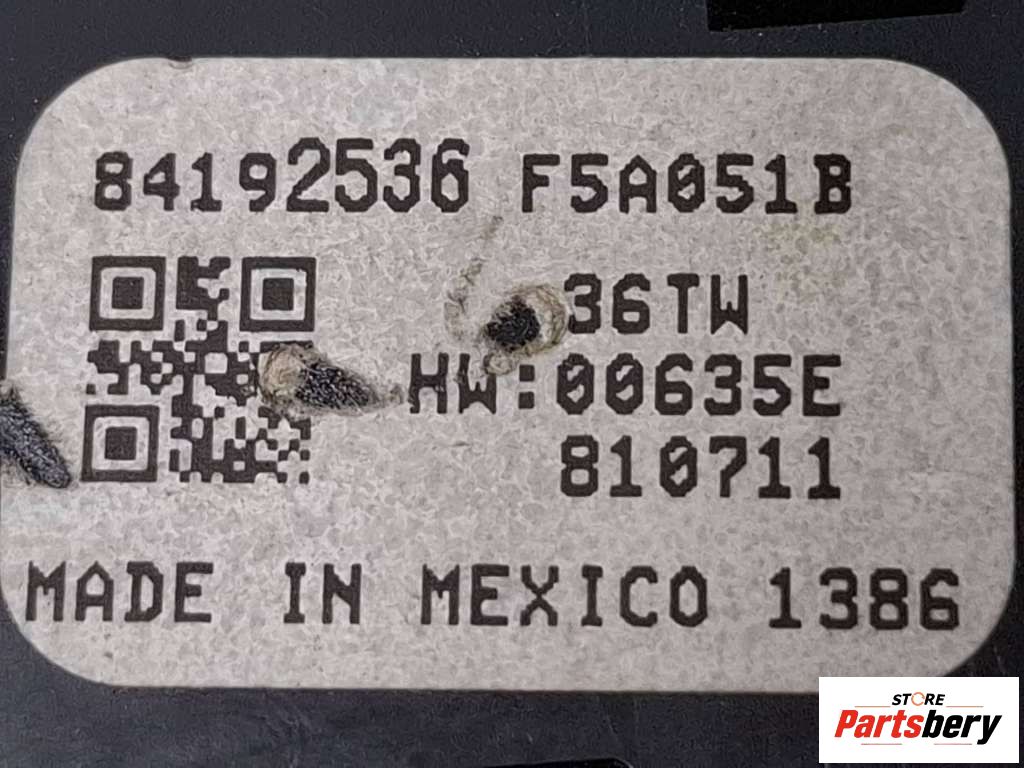 84192536 F5A051B
36TW
HW:00635E
810711
MADE IN MEXICO 1386
STORE
Partsbery